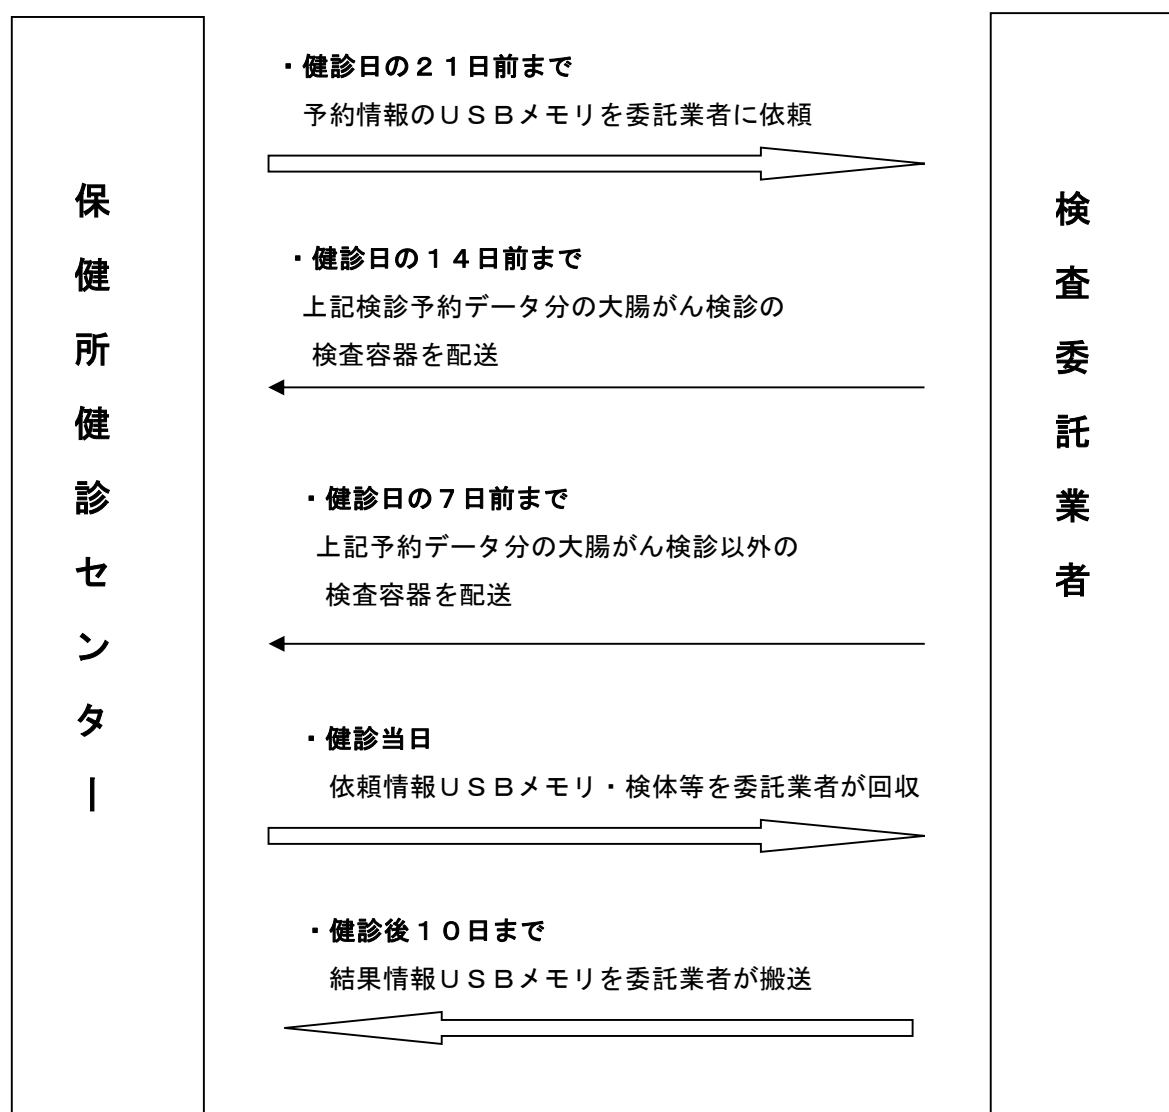 保健所健診センター
・健診日の２１日前まで
予約情報のＵＳＢメモリを委託業者に依頼
・健診日の１４日前まで
上記検診予約データ分の大腸がん検診の
検査容器を配送
・健診日の７日前まで
上記予約データ分の大腸がん検診以外の
検査容器を配送
・健診当日
依頼情報ＵＳＢメモリ・検体等を委託業者が回収
・健診後１０日まで
結果情報ＵＳＢメモリを委託業者が搬送
検査委託業者